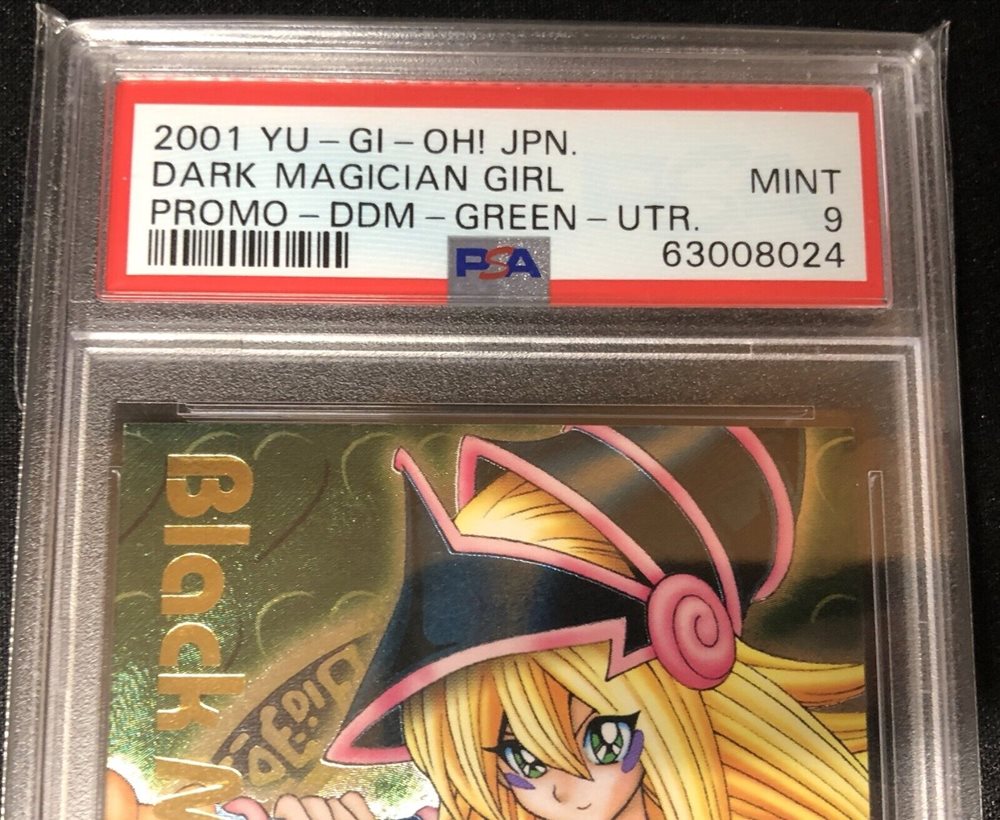 2001 YU-GI-OH! JPN.
DARK MAGICIAN GIRL MINT
PROMO-DDM-GREEN-UTR. 9
PSA 63008024
Black M